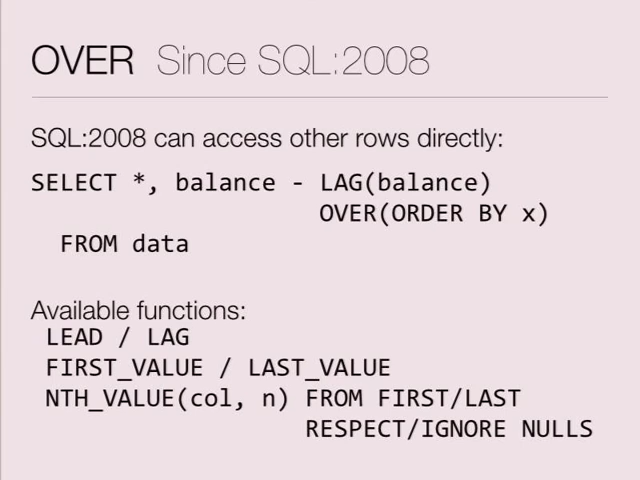 OVER Since SQL:2008
SQL:2008 can access other rows directly:
SELECT *, balance - LAG(balance)
OVER(ORDER BY x)
FROM data
Available functions:
LEAD / LAG
FIRST_VALUE / LAST_VALUE
NTH_VALUE(col, n) FROM FIRST/LAST
RESPECT/IGNORE NULLS